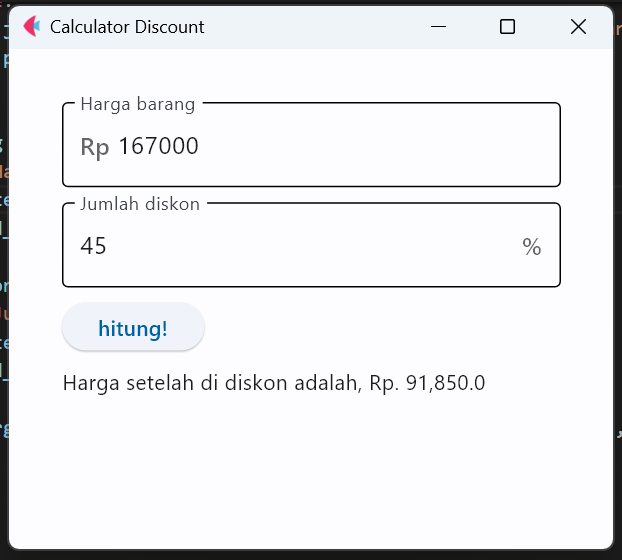 Calculator Discount
Harga barang
Rp 167000
Jumlah diskon
45 %
hitung!
Harga setelah di diskon adalah, Rp. 91,850.0